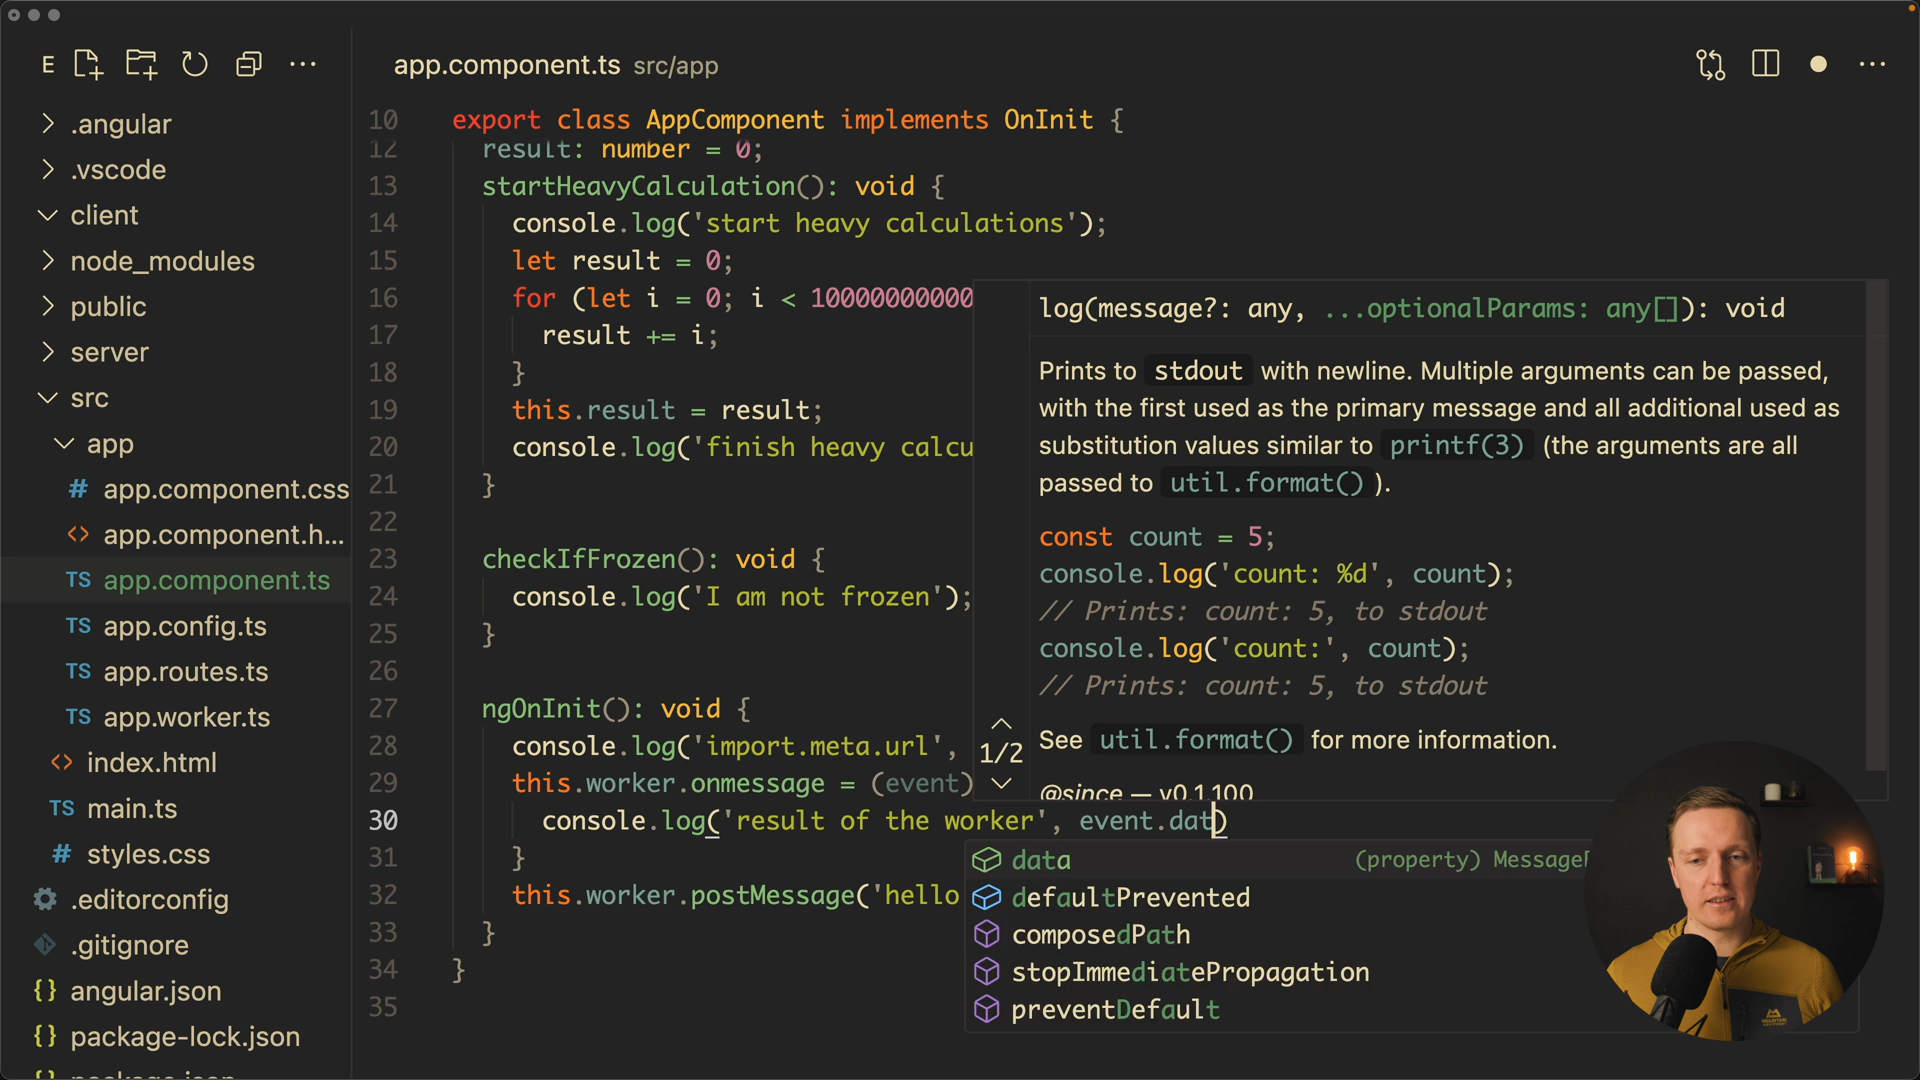 E
app.component.ts src/app
.angular
.vscode
client
node_modules
public
server
src
app
# app.component.css
<> app.component.h...
TS app.component.ts
TS app.config.ts
TS app.routes.ts
TS app.worker.ts
<> index.html
TS main.ts
# styles.css
.editorconfig
.gitignore
{} angular.json
{} package-lock.json
10 export class AppComponent implements OnInit {
12 result: number = 0;
13 startHeavyCalculation(): void {
14 console.log('start heavy calculations');
15 let result = 0;
16 for (let i = 0; i < 10000000000
17 result += i;
18 }
19 this.result = result;
20 console.log('finish heavy calcu
21 }
22
23 checkIfFrozen(): void {
24 console.log('I am not frozen');
25 }
26
27 ngOnInit(): void {
28 console.log('import.meta.url',
29 this.worker.onmessage = (event)
30 console.log('result of the worker', event.dat)
31 }
32 this.worker.postMessage('hello
33 }
34 }
35
log(message?: any, ...optionalParams: any[]): void
Prints to stdout with newline. Multiple arguments can be passed,
with the first used as the primary message and all additional used as
substitution values similar to printf(3) (the arguments are all
passed to util.format() ).
const count = 5;
console.log('count: %d', count);
// Prints: count: 5, to stdout
console.log('count:', count);
// Prints: count: 5, to stdout
1/2
See util.format() for more information.
@since — v0.1.100
data (property) Message
defaultPrevented
composedPath
stopImmediatePropagation
preventDefault